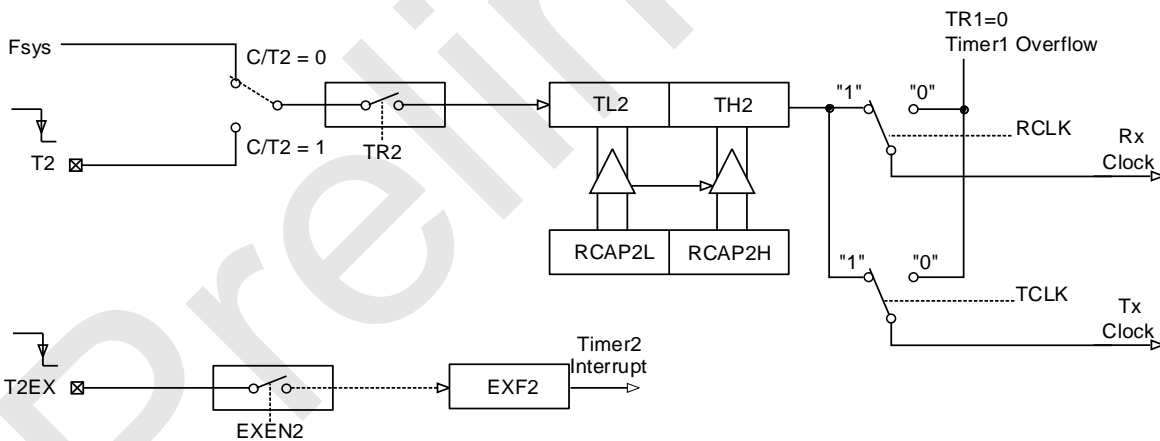 TR1=0
Timer1 Overflow
Fsys
C/T2 = 0
TL2
TH2
"1"
"0"
RCLK
Rx
Clock
T2
C/T2 = 1
TR2
RCAP2L
RCAP2H
"1"
"0"
TCLK
Tx
Clock
T2EX
EXEN2
EXF2
Timer2
Interrupt